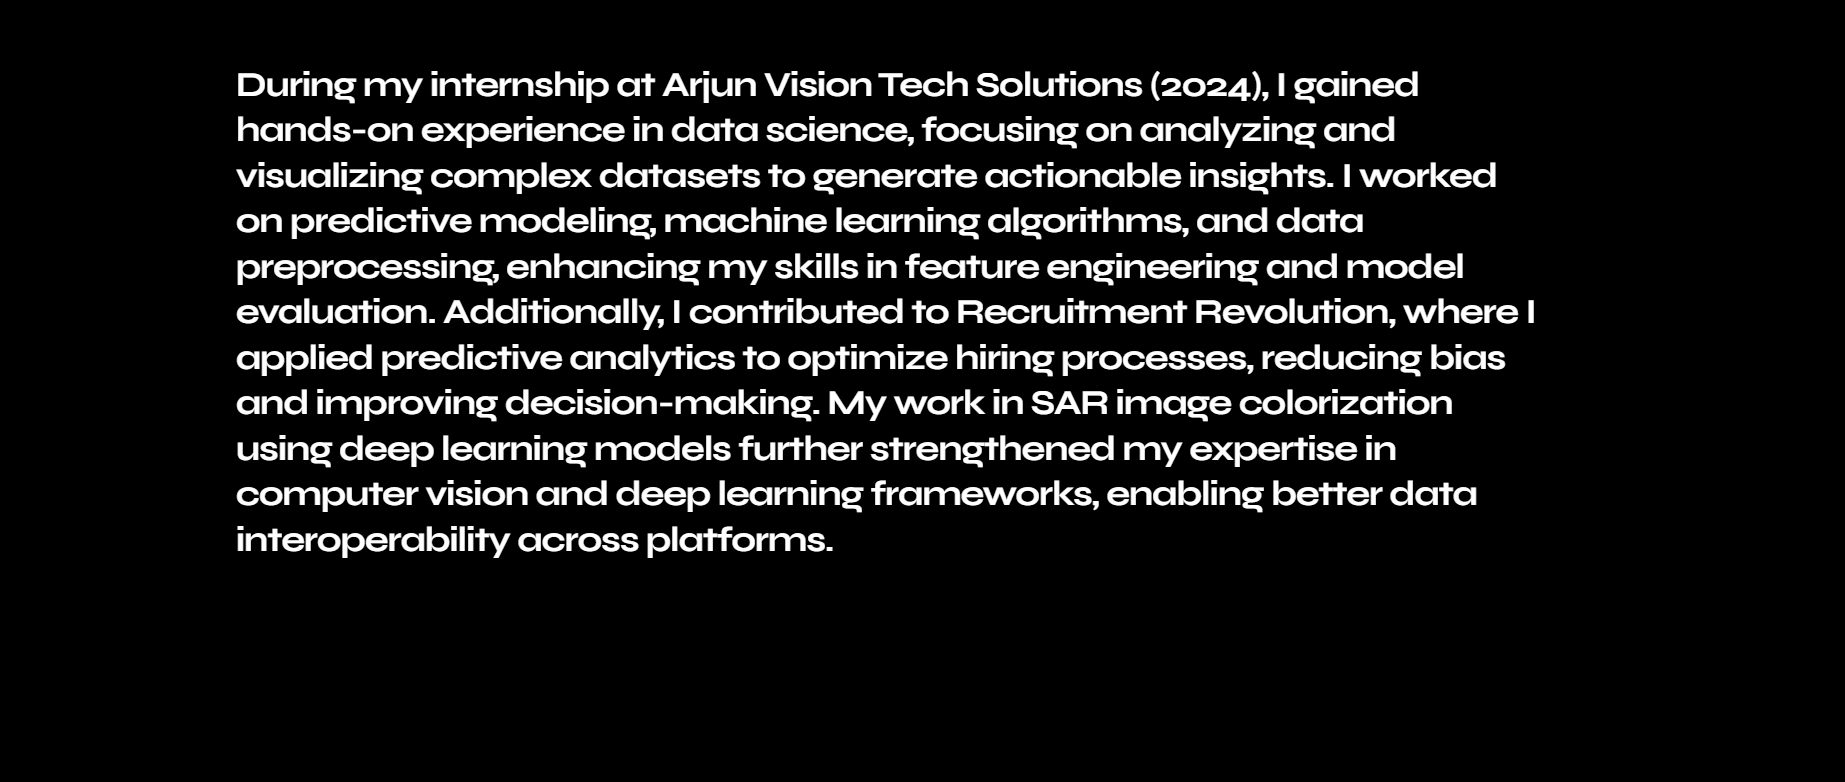 During my internship at Arjun Vision Tech Solutions (2024), I gained
hands-on experience in data science, focusing on analyzing and
visualizing complex datasets to generate actionable insights. I worked
on predictive modeling, machine learning algorithms, and data
preprocessing, enhancing my skills in feature engineering and model
evaluation. Additionally, I contributed to Recruitment Revolution, where I
applied predictive analytics to optimize hiring processes, reducing bias
and improving decision-making. My work in SAR image colorization
using deep learning models further strengthened my expertise in
computer vision and deep learning frameworks, enabling better data
interoperability across platforms.